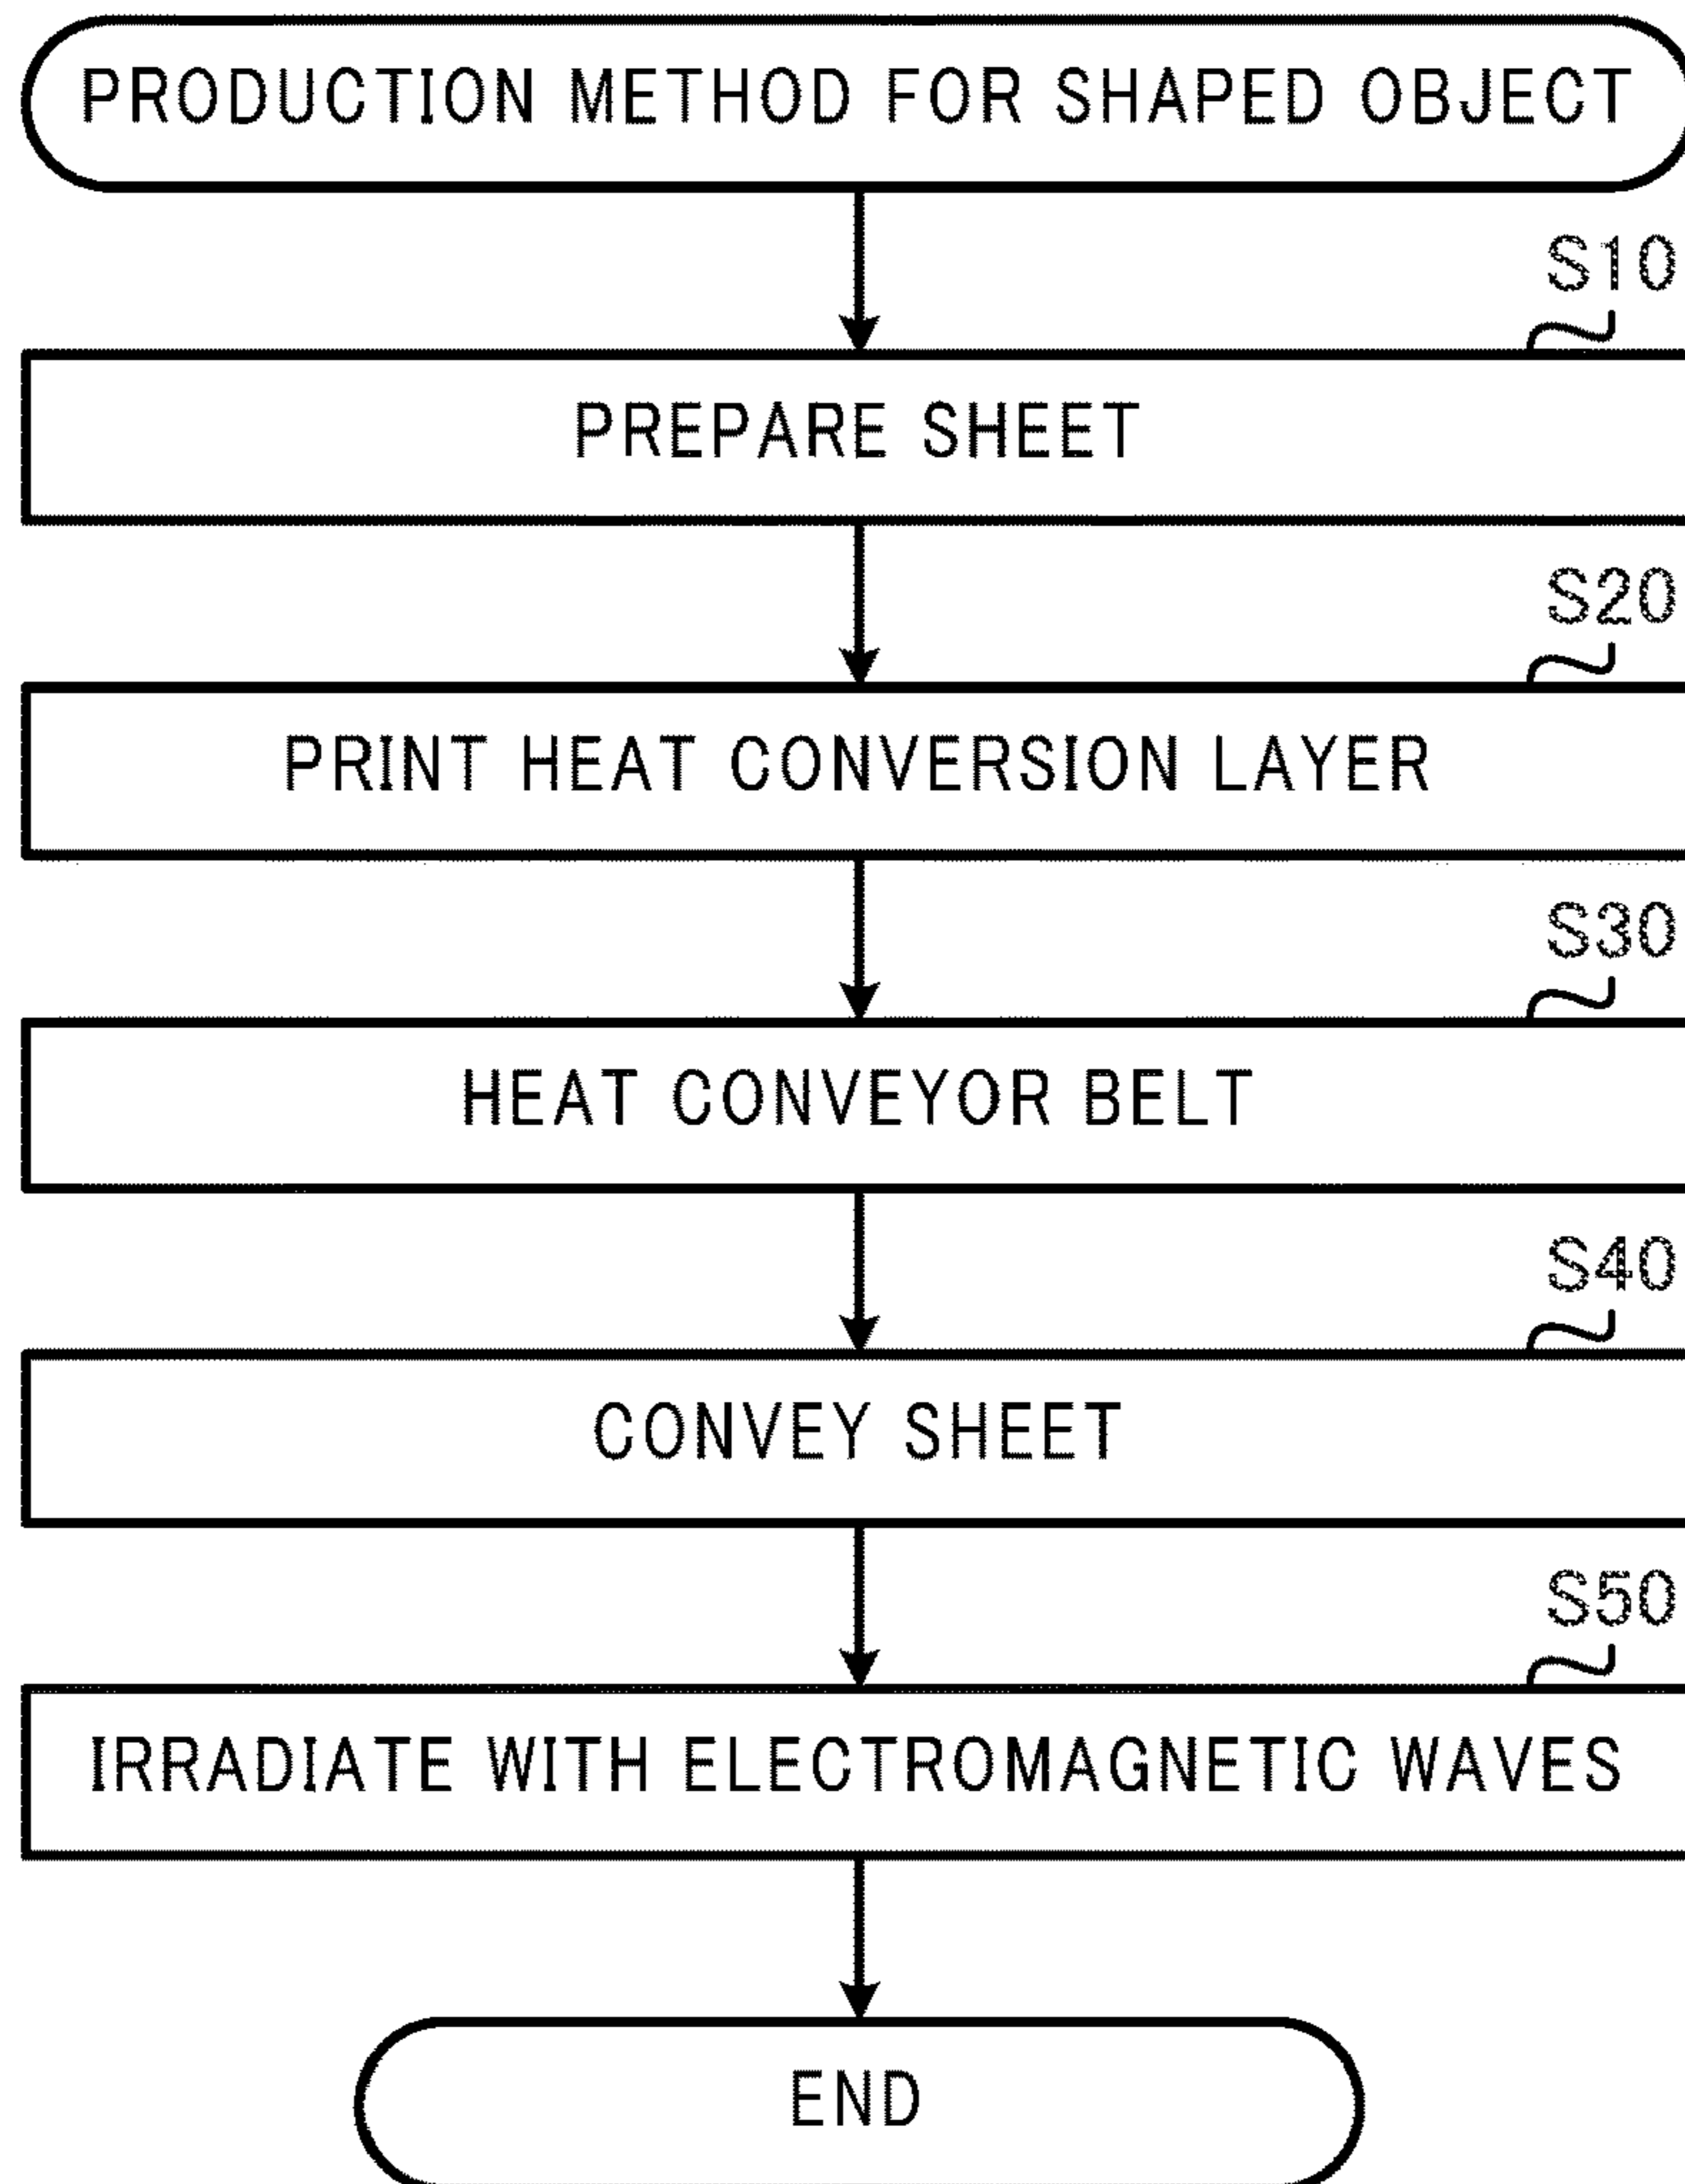 PRODUCTION METHOD FOR SHAPED OBJECT
S10
PREPARE SHEET
S20
PRINT HEAT CONVERSION LAYER
S30
HEAT CONVEYOR BELT
S40
CONVEY SHEET
S50
IRRADIATE WITH ELECTROMAGNETIC WAVES
END